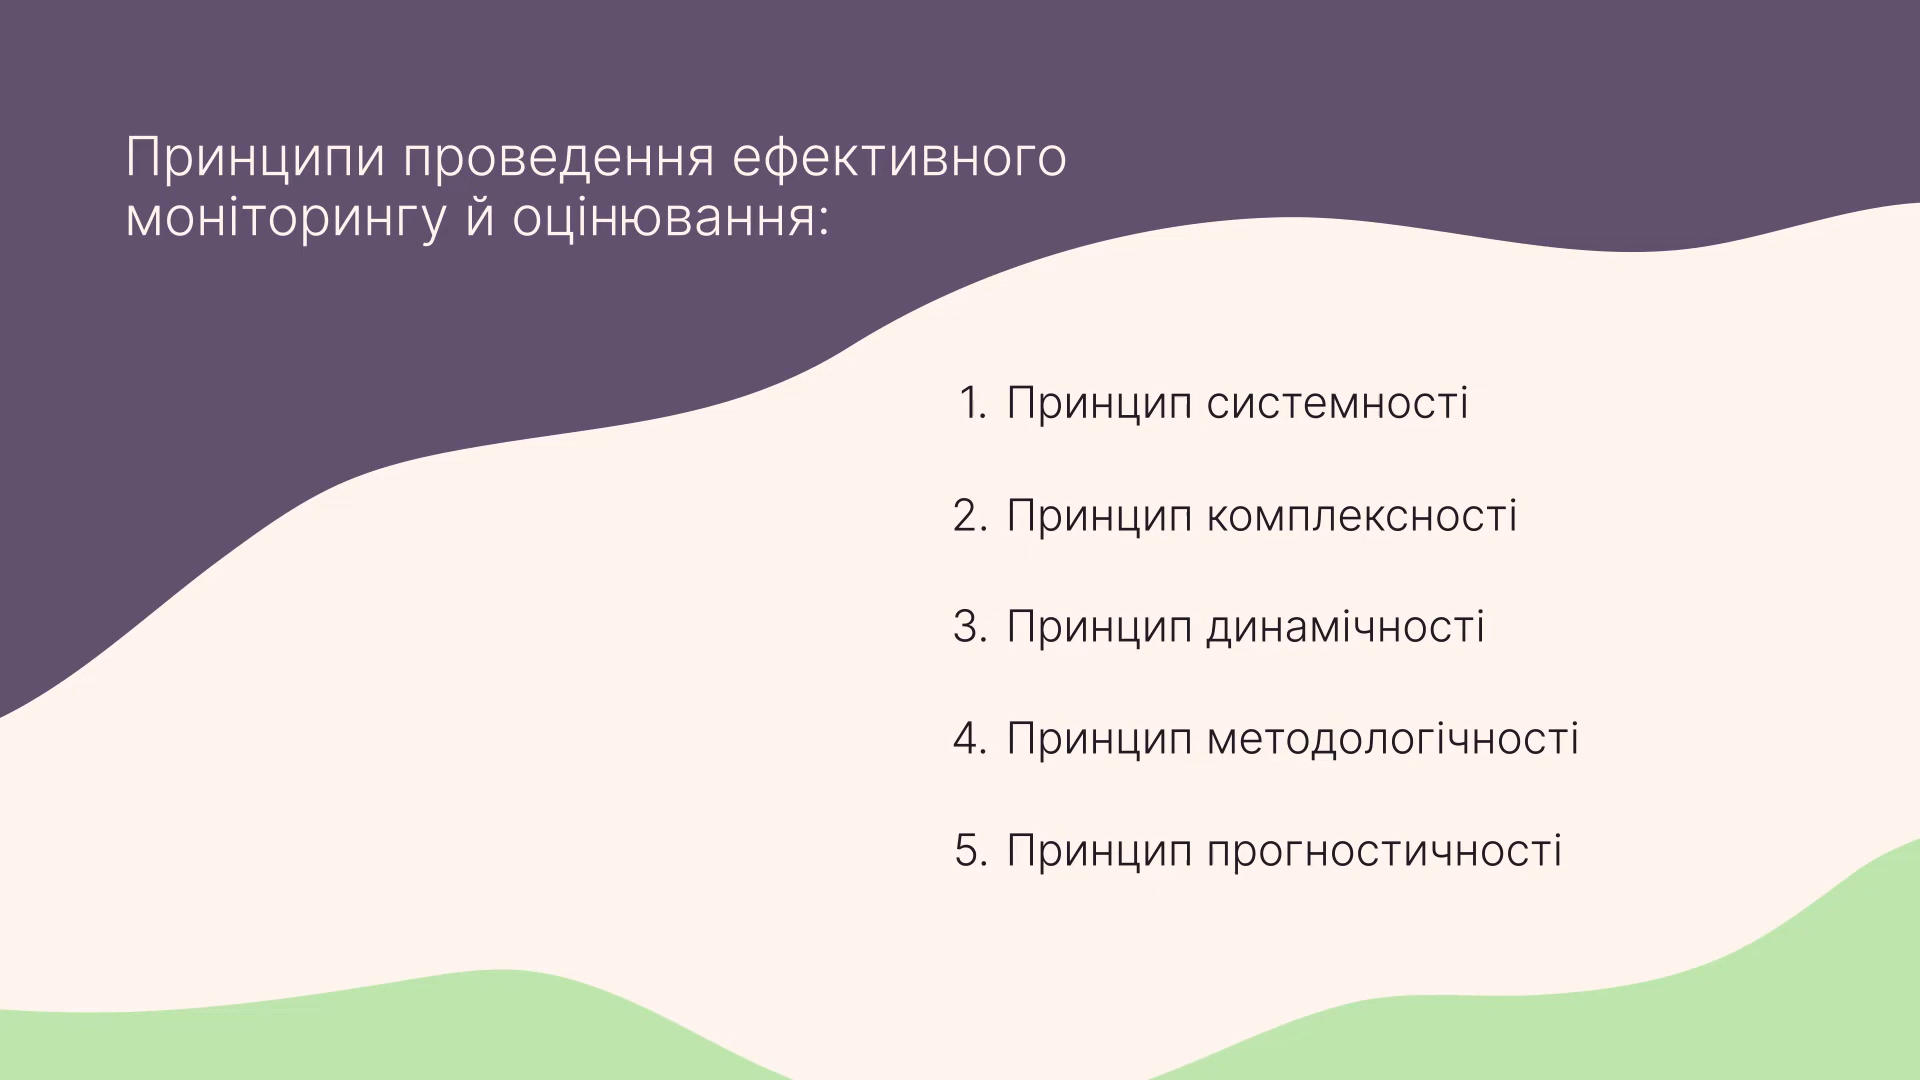 Принципи проведення ефективного
моніторингу й оцінювання:
1. Принцип системності
2. Принцип комплексності
3. Принцип динамічності
4. Принцип методологічності
5. Принцип прогностичності